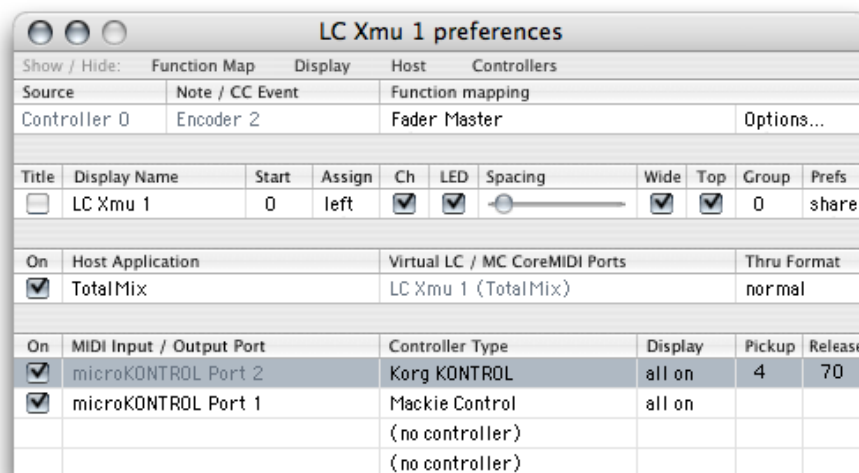 LC Xmu 1 preferences
Show / Hide: Function Map Display Host Controllers
Source Note / CC Event Function mapping
Controller 0 Encoder 2 Fader Master Options...
Title Display Name Start Assign Ch LED Spacing Wide Top Group Prefs
LC Xmu 1 0 left 0 share
On Host Application Virtual LC / MC CoreMIDI Ports Thru Format
TotalMix LC Xmu 1 (TotalMix) normal
On MIDI Input / Output Port Controller Type Display Pickup Release
microKONTROL Port 2 Korg KONTROL all on 4 70
microKONTROL Port 1 Mackie Control all on
(no controller)
(no controller)